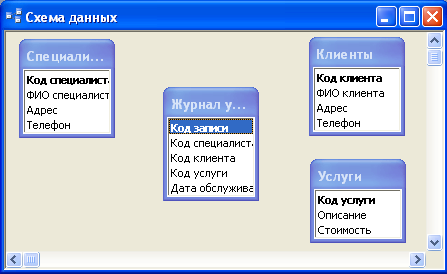 Схема данных
Специали...
Код специалист
ФИО специалист
Адрес
Телефон
Журнал у...
Код записи
Код специалист
Код клиента
Код услуги
Дата обслужива
Клиенты
Код клиента
ФИО клиента
Адрес
Телефон
Услуги
Код услуги
Описание
Стоимость